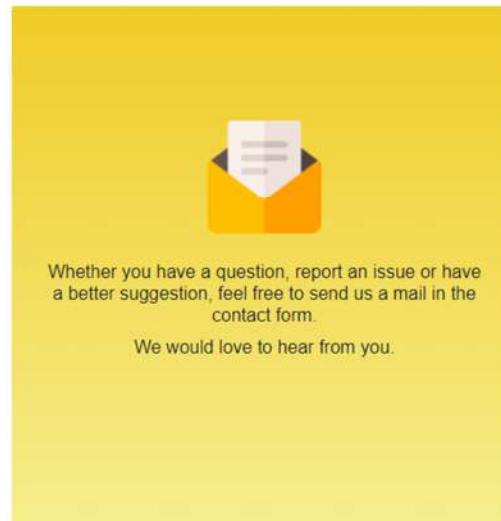 Whether you have a question, report an issue or have
a better suggestion, feel free to send us a mail in the
contact form.
We would love to hear from you.